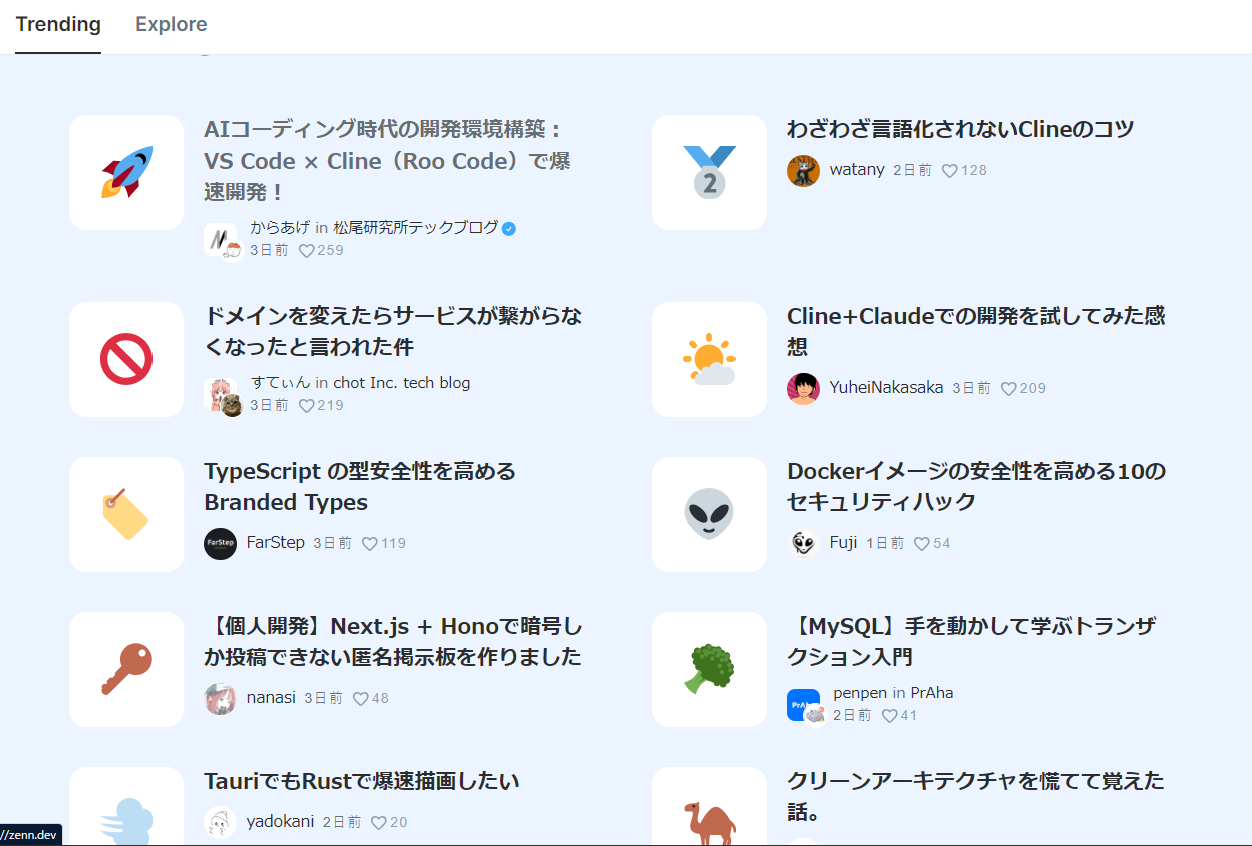 Trending
Explore
AIコーディング時代の開発環境構築：
VS Code × Cline（Roo Code）で爆
速開発！
からあげ in 松尾研究所テックブログ
3日前 259
2
わざわざ言語化されないClineのコツ
watany 2日前 128
ドメインを変えたらサービスが繋がらな
くなったと言われた件
すてぃん in chot Inc. tech blog
3日前 219
Cline+Claudeでの開発を試してみた感
想
YuheiNakasaka 3日前 209
TypeScript の型安全性を高める
Branded Types
FarStep
FarStep 3日前 119
Dockerイメージの安全性を高める10の
セキュリティハック
Fuji 1日前 54
【個人開発】Next.js + Honoで暗号し
か投稿できない匿名掲示板を作りました
nanasi 3日前 48
【MySQL】手を動かして学ぶトランザ
クション入門
penpen in PrAha
2日前 41
TauriでもRustで爆速描画したい
yadokani 2日前 20
クリーンアーキテクチャを慌てて覚えた
話。
//zenn.dev